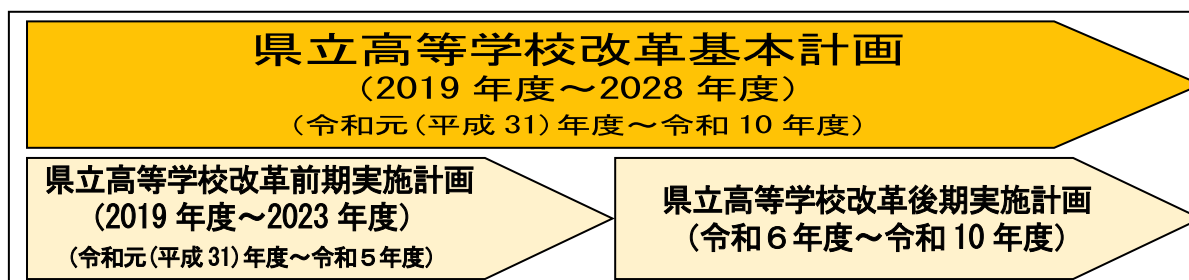 県立高等学校改革基本計画
（2019 年度～2028 年度）
（令和元（平成 31）年度～令和 10 年度）
県立高等学校改革前期実施計画
（2019 年度～2023 年度）
（令和元（平成 31）年度～令和５年度）
県立高等学校改革後期実施計画
（令和６年度～令和 10 年度）